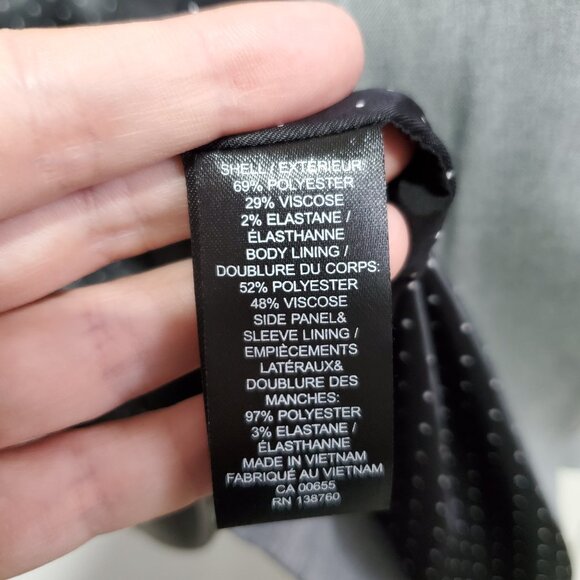 SHELL / EXTÉRIEUR:
69% POLYESTER
29% VISCOSE
2% ELASTANE /
ÉLASTHANNE
BODY LINING /
DOUBLURE DU CORPS:
52% POLYESTER
48% VISCOSE
SIDE PANEL&
SLEEVE LINING /
EMPIÈCEMENTS
LATÉRAUX&
DOUBLURE DES
MANCHES:
97% POLYESTER
3% ELASTANE /
ÉLASTHANNE
MADE IN VIETNAM
FABRIQUÉ AU VIETNAM
CA 00655
RN 138760